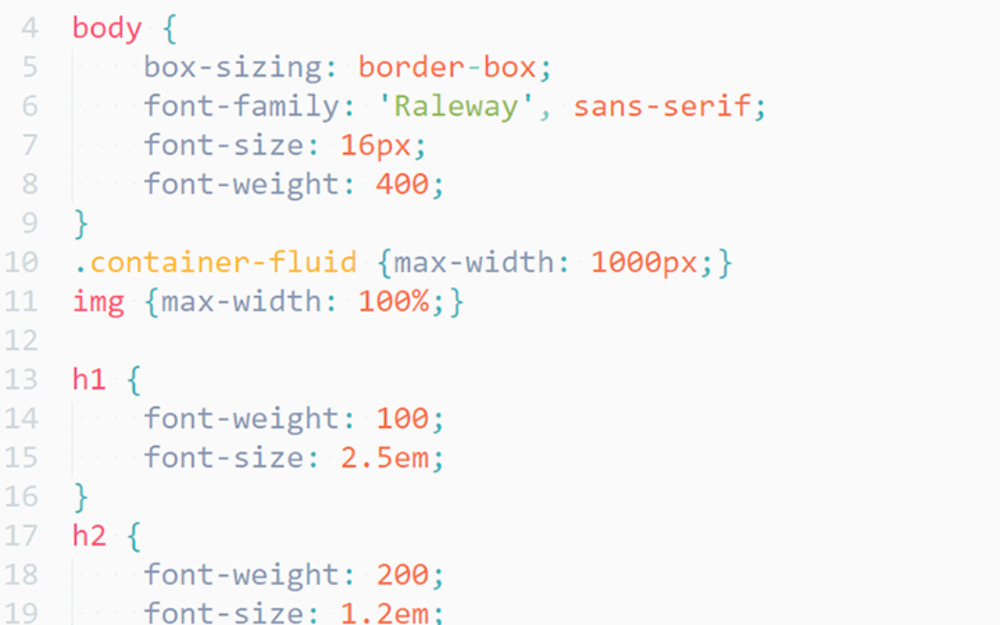 4 body {
5     box-sizing: border-box;
6     font-family: 'Raleway', sans-serif;
7     font-size: 16px;
8     font-weight: 400;
9 }
10 .container-fluid {max-width: 1000px;}
11 img {max-width: 100%;}
12
13 h1 {
14     font-weight: 100;
15     font-size: 2.5em;
16 }
17 h2 {
18     font-weight: 200;
19     font-size: 1.2em;